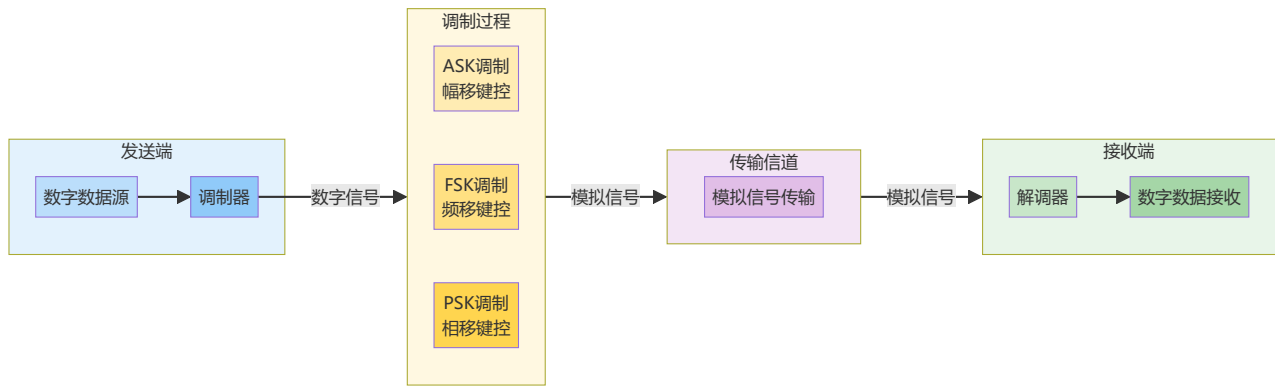 发送端
数字数据源
调制器
数字信号
调制过程
ASK调制
幅移键控
FSK调制
频移键控
PSK调制
相移键控
模拟信号
传输信道
模拟信号传输
模拟信号
接收端
解调器
数字数据接收